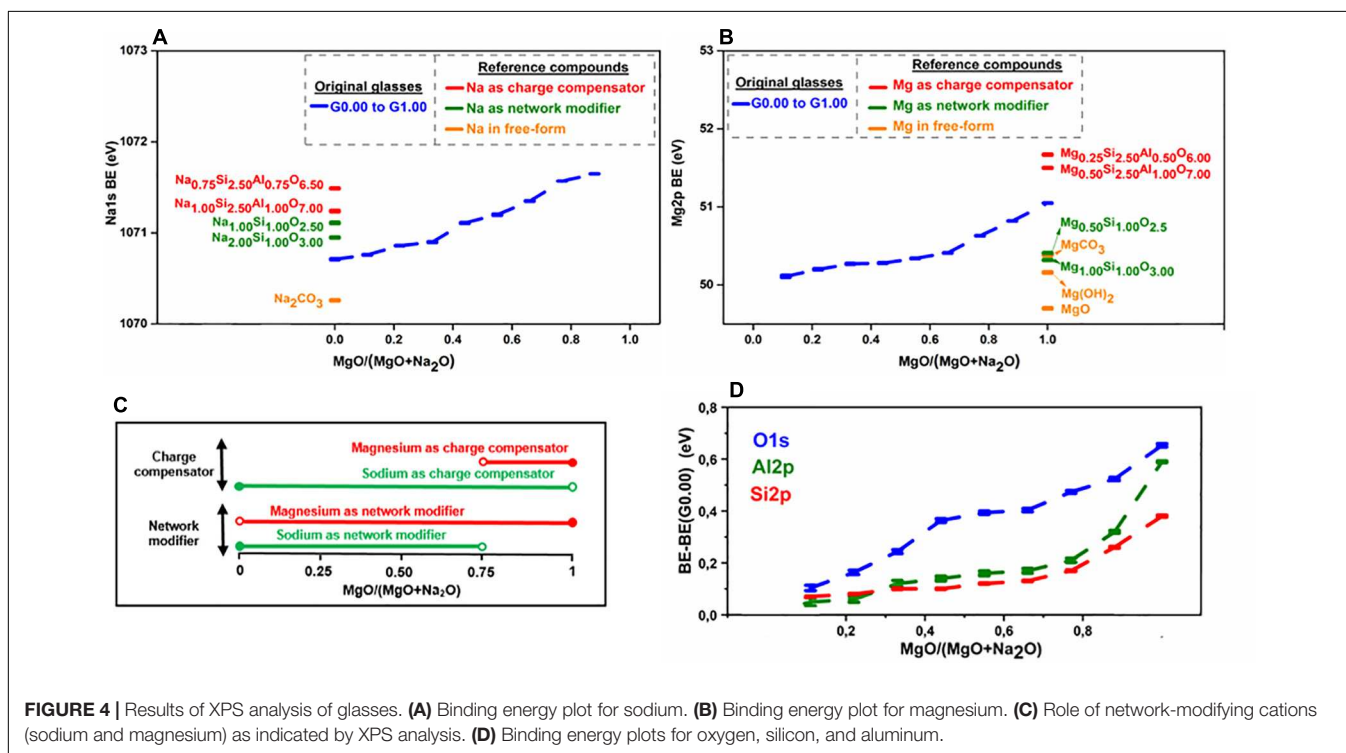 A
1073
1072
1071
1070
Na1s BE (eV)
Original glasses
G0.00 to G1.00
Reference compounds
Na as charge compensator
Na as network modifier
Na in free-form
Na0.75Si2.50Al0.75O6.50
Na1.00Si2.50Al1.00O7.00
Na1.00Si1.00O2.50
Na2.00Si1.00O3.00
Na2CO3
0.0 0.2 0.4 0.6 0.8 1.0
MgO/(MgO+Na2O)
B
53
52
51
50
Mg2p BE (eV)
Original glasses
G0.00 to G1.00
Reference compounds
Mg as charge compensator
Mg as network modifier
Mg in free-form
Mg0.25Si2.50Al0.50O6.00
Mg0.50Si2.50Al1.00O7.00
Mg0.50Si1.00O2.5
MgCO3
Mg1.00Si1.00O3.00
Mg(OH)2
MgO
0.0 0.2 0.4 0.6 0.8 1.0
MgO/(MgO+Na2O)
C
Charge
compensator
Magnesium as charge compensator
Sodium as charge compensator
Network
modifier
Magnesium as network modifier
Sodium as network modifier
0 0.25 0.50 0.75 1
MgO/(MgO+Na2O)
D
0,8
0,6
0,4
0,2
0,0
BE-BE(G0.00) (eV)
O1s
Al2p
Si2p
0,2 0,4 0,6 0,8
MgO/(MgO+Na2O)
FIGURE 4 | Results of XPS analysis of glasses. (A) Binding energy plot for sodium. (B) Binding energy plot for magnesium. (C) Role of network-modifying cations
(sodium and magnesium) as indicated by XPS analysis. (D) Binding energy plots for oxygen, silicon, and aluminum.